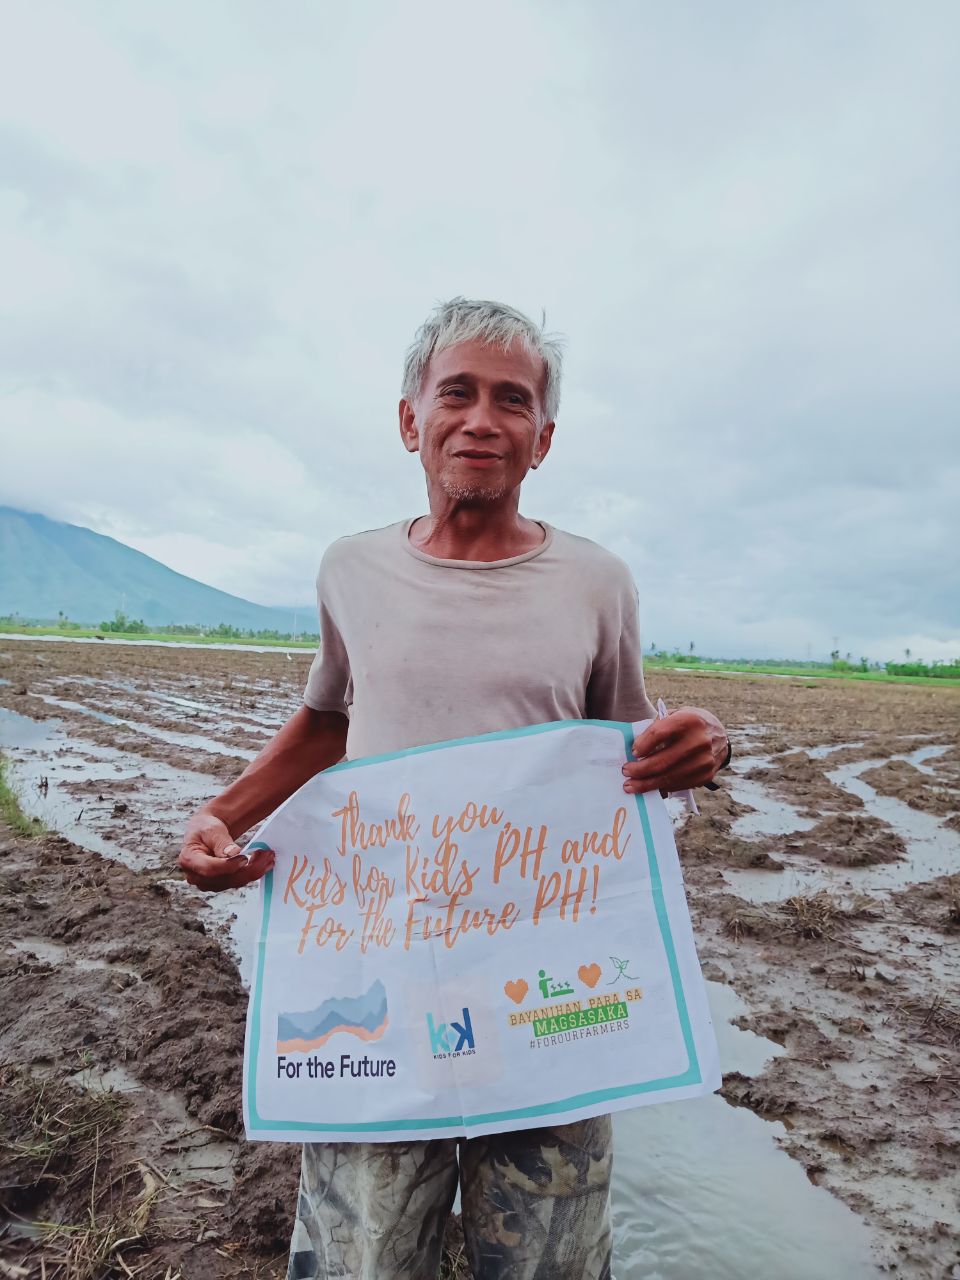 Thank you,
Kids for Kids PH and
For the Future PH!
For the Future
kk
KIDS FOR KIDS
BAYANIHAN PARA SA
MAGSASAKA
#FOROURFARMERS